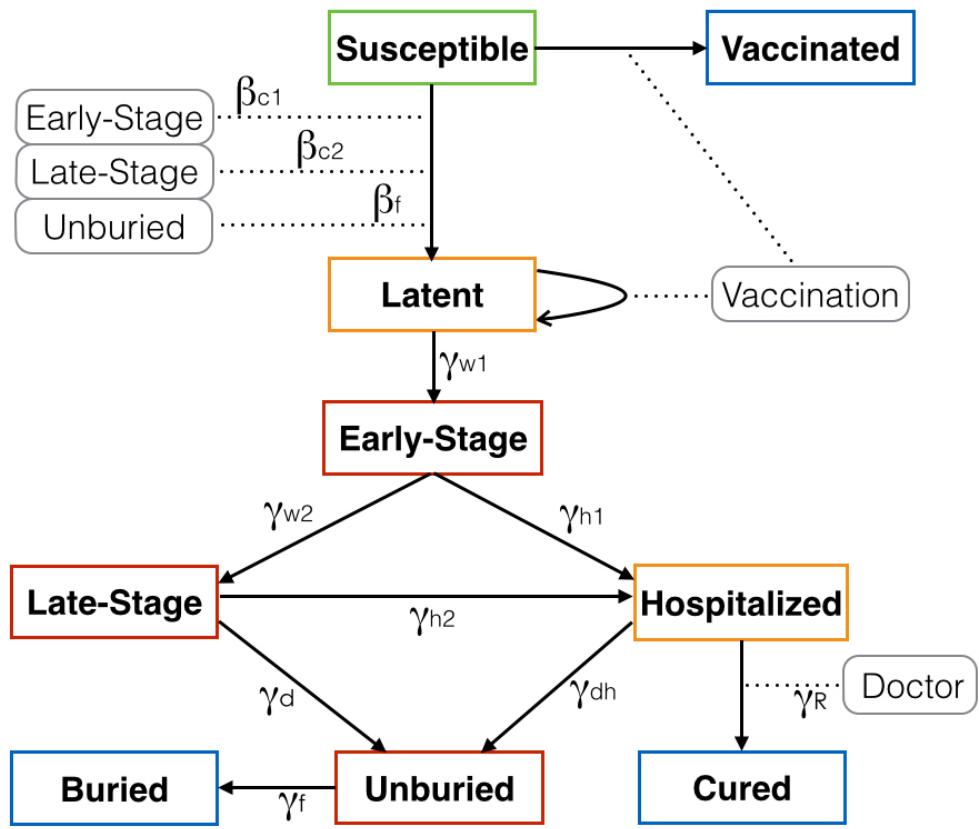 Susceptible
Vaccinated
βc1
Early-Stage
βc2
Late-Stage
βf
Unburied
Latent
Vaccination
γw1
Early-Stage
γw2
γh1
Late-Stage
Hospitalized
γh2
γd
γdh
γR
Doctor
Buried
γf
Unburied
Cured